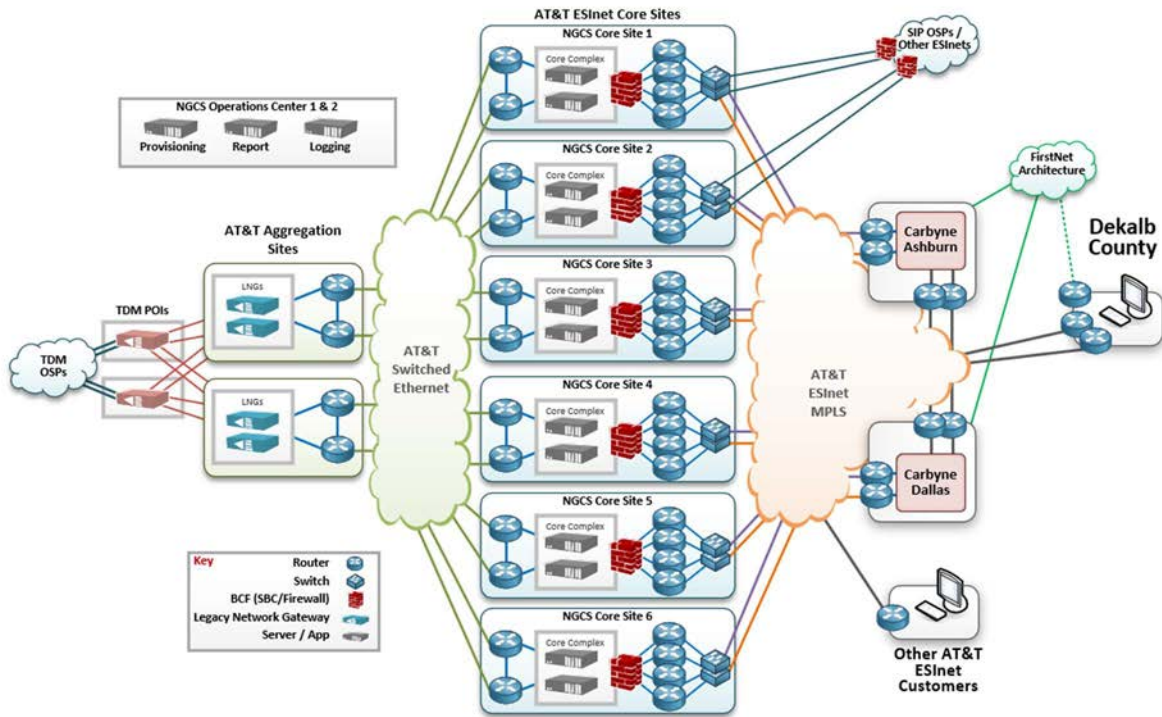 AT&T ESInet Core Sites
NGCS Core Site 1
Core Complex
SIP OSPs /
Other ESInets
NGCS Operations Center 1 & 2
Provisioning
Report
Logging
NGCS Core Site 2
Core Complex
FirstNet
Architecture
Carbyne
Ashburn
Dekalb
County
AT&T Aggregation
Sites
LNGs
NGCS Core Site 3
Core Complex
TDM POIs
TDM
OSPs
AT&T
Switched
Ethernet
AT&T
ESInet
MPLS
LNGs
NGCS Core Site 4
Core Complex
Carbyne
Dallas
NGCS Core Site 5
Core Complex
Key
Router
Switch
BCF (SBC/Firewall)
Legacy Network Gateway
Server / App
NGCS Core Site 6
Core Complex
Other AT&T
ESInet
Customers